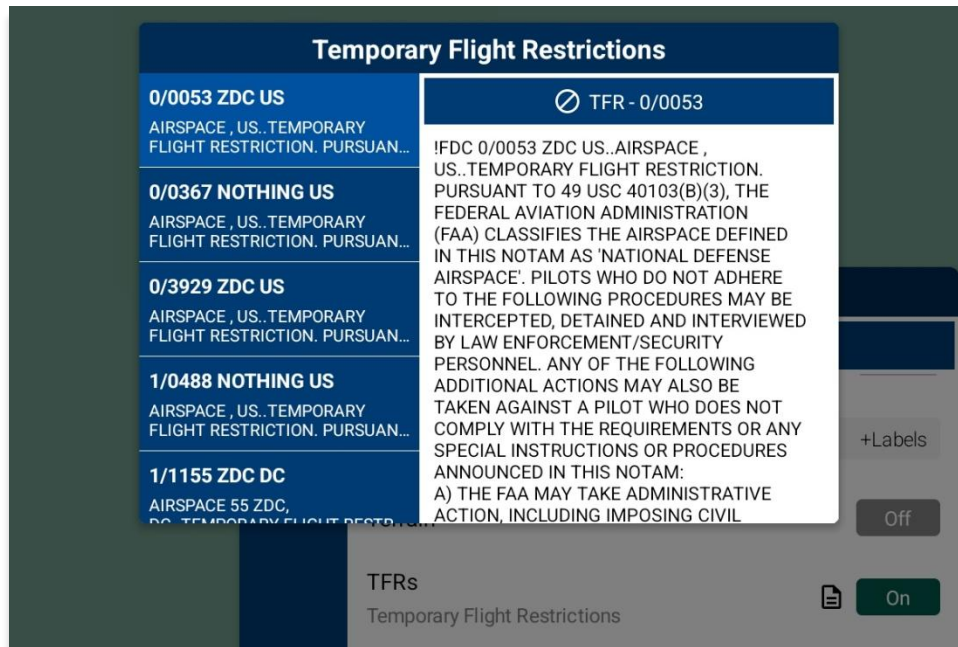 Temporary Flight Restrictions
0/0053 ZDC US
AIRSPACE , US..TEMPORARY
FLIGHT RESTRICTION. PURSUAN...
0/0367 NOTHING US
AIRSPACE , US..TEMPORARY
FLIGHT RESTRICTION. PURSUAN...
0/3929 ZDC US
AIRSPACE , US..TEMPORARY
FLIGHT RESTRICTION. PURSUAN...
1/0488 NOTHING US
AIRSPACE , US..TEMPORARY
FLIGHT RESTRICTION. PURSUAN...
1/1155 ZDC DC
AIRSPACE 55 ZDC,
DC..TEMPORARY FLIGHT RESTR
TFR - 0/0053
!FDC 0/0053 ZDC US..AIRSPACE ,
US..TEMPORARY FLIGHT RESTRICTION.
PURSUANT TO 49 USC 40103(B)(3), THE
FEDERAL AVIATION ADMINISTRATION
(FAA) CLASSIFIES THE AIRSPACE DEFINED
IN THIS NOTAM AS 'NATIONAL DEFENSE
AIRSPACE'. PILOTS WHO DO NOT ADHERE
TO THE FOLLOWING PROCEDURES MAY BE
INTERCEPTED, DETAINED AND INTERVIEWED
BY LAW ENFORCEMENT/SECURITY
PERSONNEL. ANY OF THE FOLLOWING
ADDITIONAL ACTIONS MAY ALSO BE
TAKEN AGAINST A PILOT WHO DOES NOT
COMPLY WITH THE REQUIREMENTS OR ANY
SPECIAL INSTRUCTIONS OR PROCEDURES
ANNOUNCED IN THIS NOTAM:
A) THE FAA MAY TAKE ADMINISTRATIVE
ACTION, INCLUDING IMPOSING CIVIL
+Labels
Terrain
Off
TFRs
Temporary Flight Restrictions
On